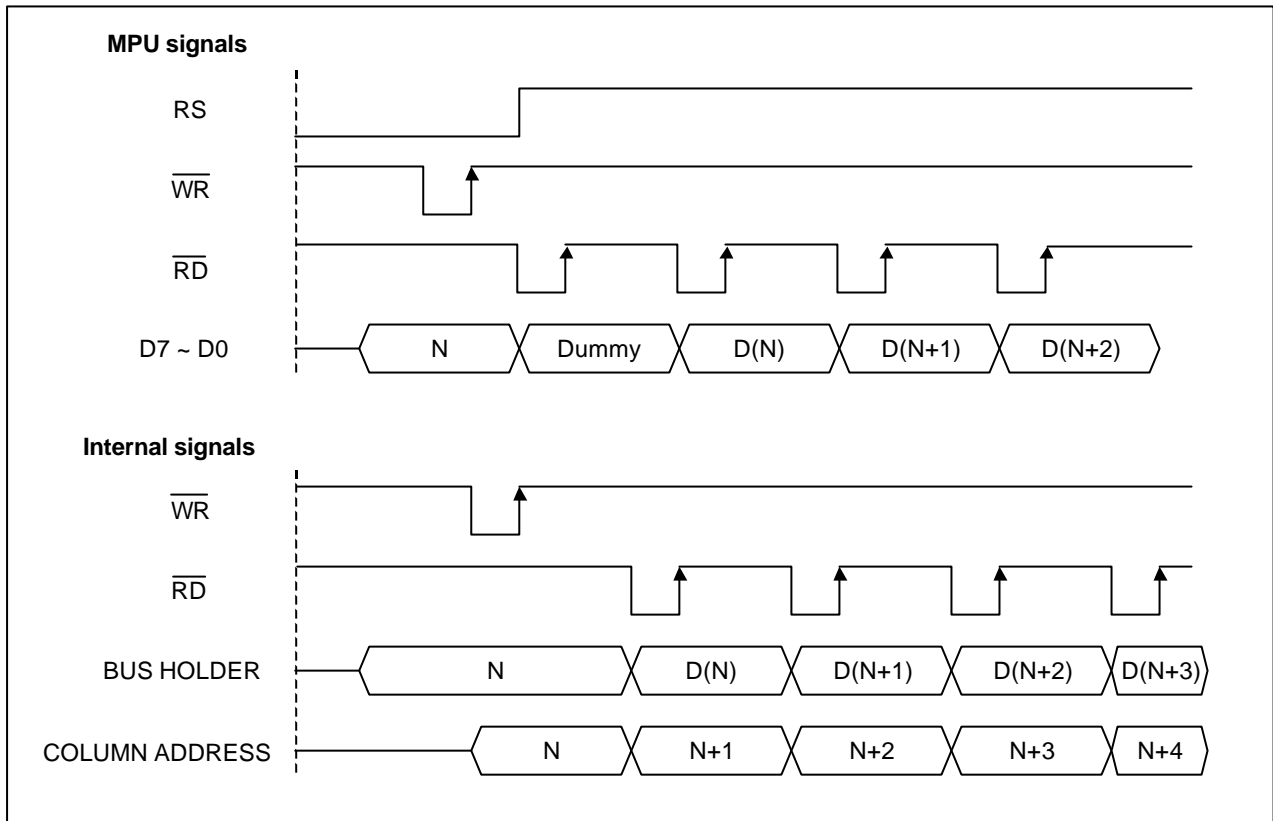 MPU signals
RS
WR
RD
D7 ~ D0 N Dummy D(N) D(N+1) D(N+2)
Internal signals
WR
RD
BUS HOLDER N D(N) D(N+1) D(N+2) D(N+3)
COLUMN ADDRESS N N+1 N+2 N+3 N+4